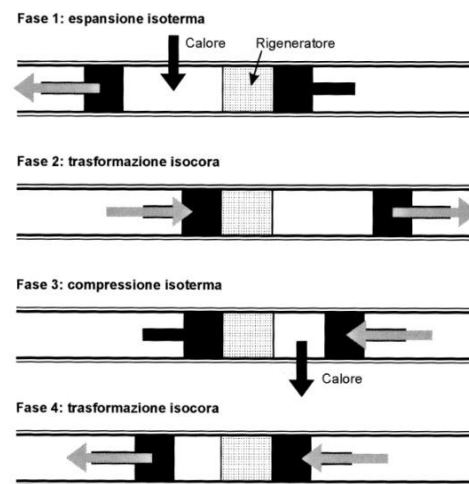 Fase 1: espansione isoterma
Calore Rigeneratore
Fase 2: trasformazione isocora
Fase 3: compressione isoterma
Calore
Fase 4: trasformazione isocora